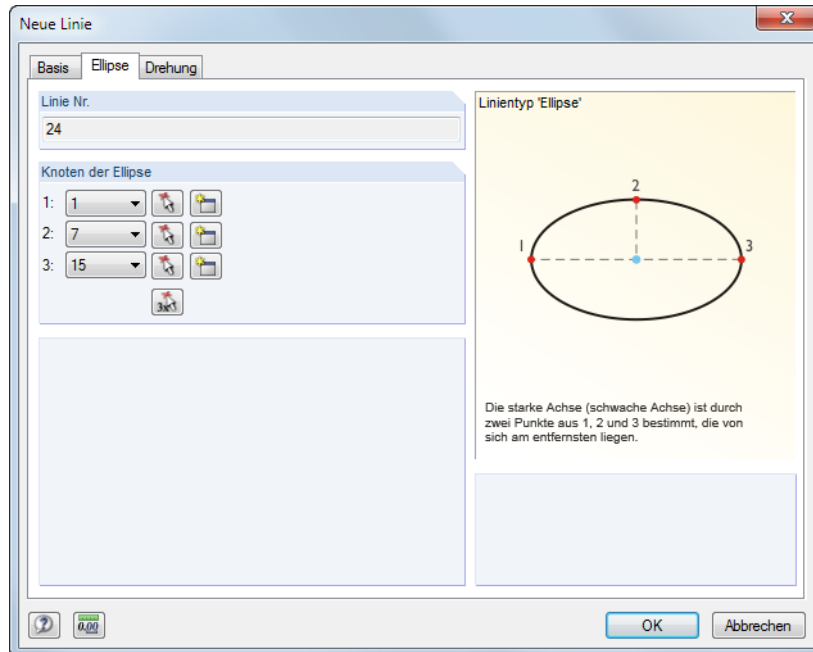 Neue Linie
Basis Ellipse Drehung
Linie Nr.
24
Knoten der Ellipse
1: 1
2: 7
3: 15
3x
Linientyp 'Ellipse'
2
1 3
Die starke Achse (schwache Achse) ist durch
zwei Punkte aus 1, 2 und 3 bestimmt, die von
sich am entferntsten liegen.
? 0.00
OK Abbrechen